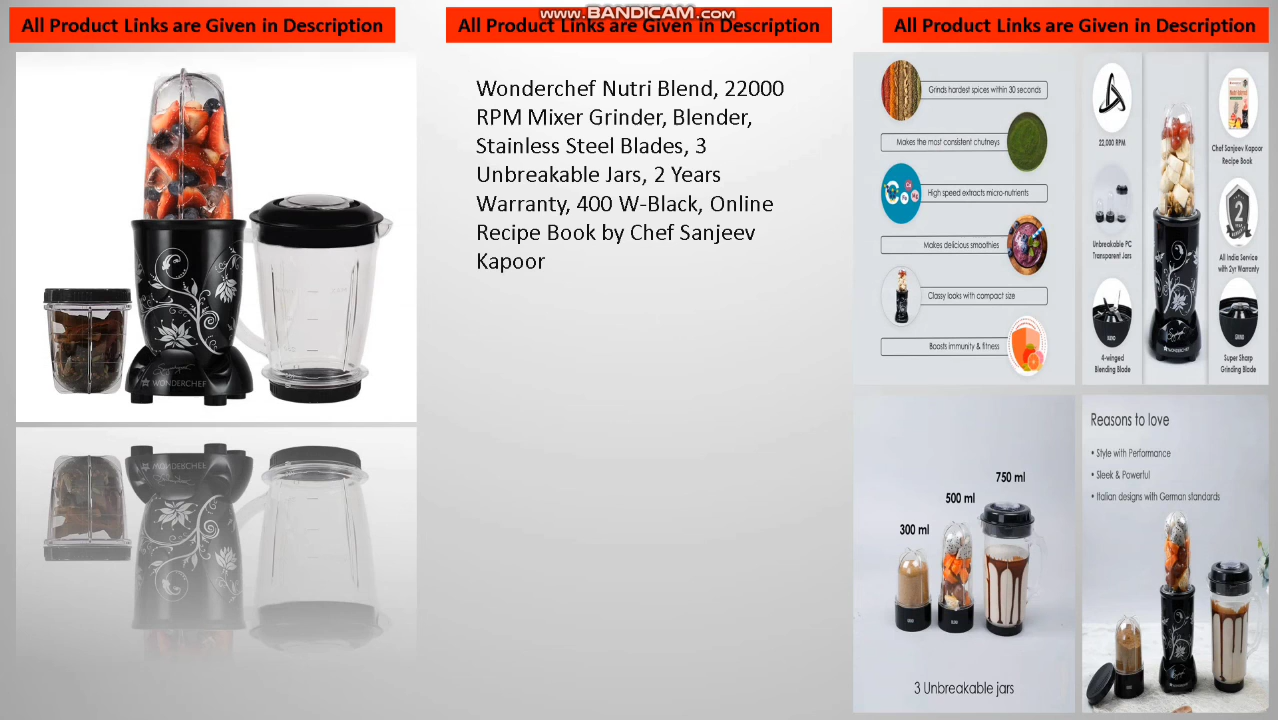 www.BANDICAM.com
All Product Links are Given in Description
All Product Links are Given in Description
All Product Links are Given in Description
WONDERCHEF
Wonderchef Nutri Blend, 22000
RPM Mixer Grinder, Blender,
Stainless Steel Blades, 3
Unbreakable Jars, 2 Years
Warranty, 400 W-Black, Online
Recipe Book by Chef Sanjeev
Kapoor
Grinds hardest spices within 30 seconds
Makes the most consistent chutneys
High speed extracts micro-nutrients
Makes delicious smoothies
Classy looks with compact size
Boosts immunity & fitness
22,000 RPM
Unbreakable PC
Transparent Jars
BLEND
4-winged
Blending Blade
WONDERCHEF
Chef Sanjeev Kapoor
Recipe Book
2
YEAR
All India Service
with 2yr Warranty
GRIND
Super Sharp
Grinding Blade
300 ml
500 ml
750 ml
3 Unbreakable jars
Reasons to love
• Style with Performance
• Sleek & Powerful
• Italian designs with German standards
WONDERCHEF